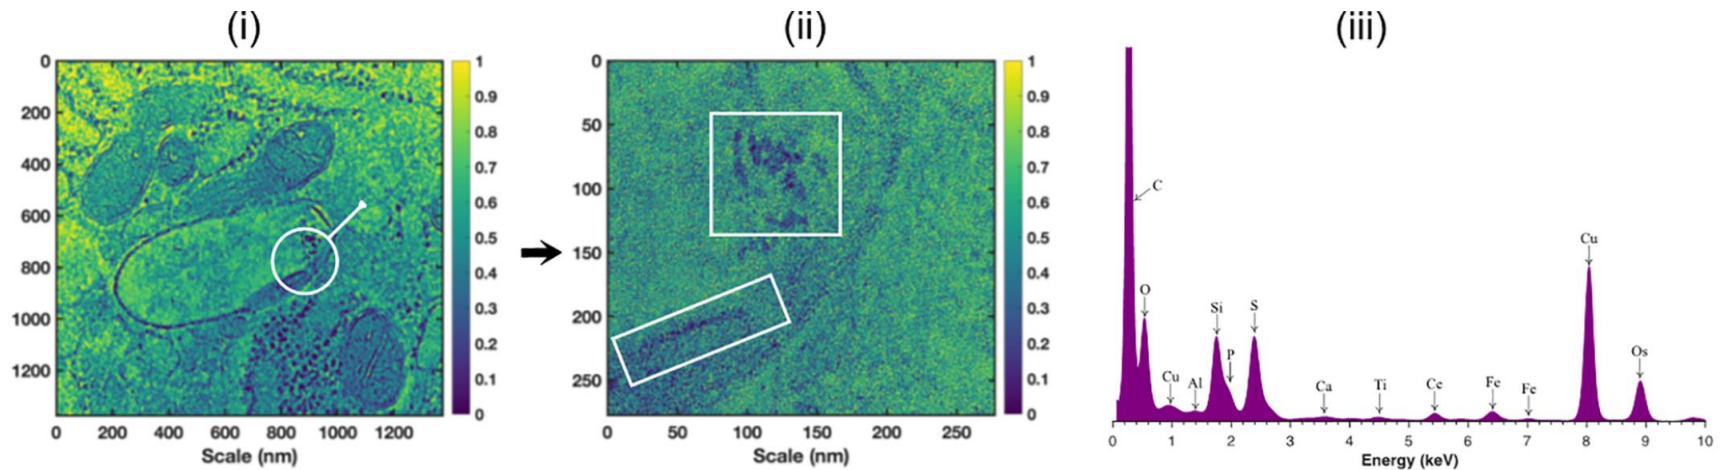 (i)
(ii)
(iii)
0
200
400
600
800
1000
1200
0 200 400 600 800 1000 1200
Scale (nm)
1
0.9
0.8
0.7
0.6
0.5
0.4
0.3
0.2
0.1
0
0
50
100
150
200
250
0 50 100 150 200 250
Scale (nm)
1
0.9
0.8
0.7
0.6
0.5
0.4
0.3
0.2
0.1
0
C
O
Cu
Al
Si
P
S
Ca
Ti
Ce
Fe
Fe
Cu
Os
0 1 2 3 4 5 6 7 8 9 10
Energy (keV)